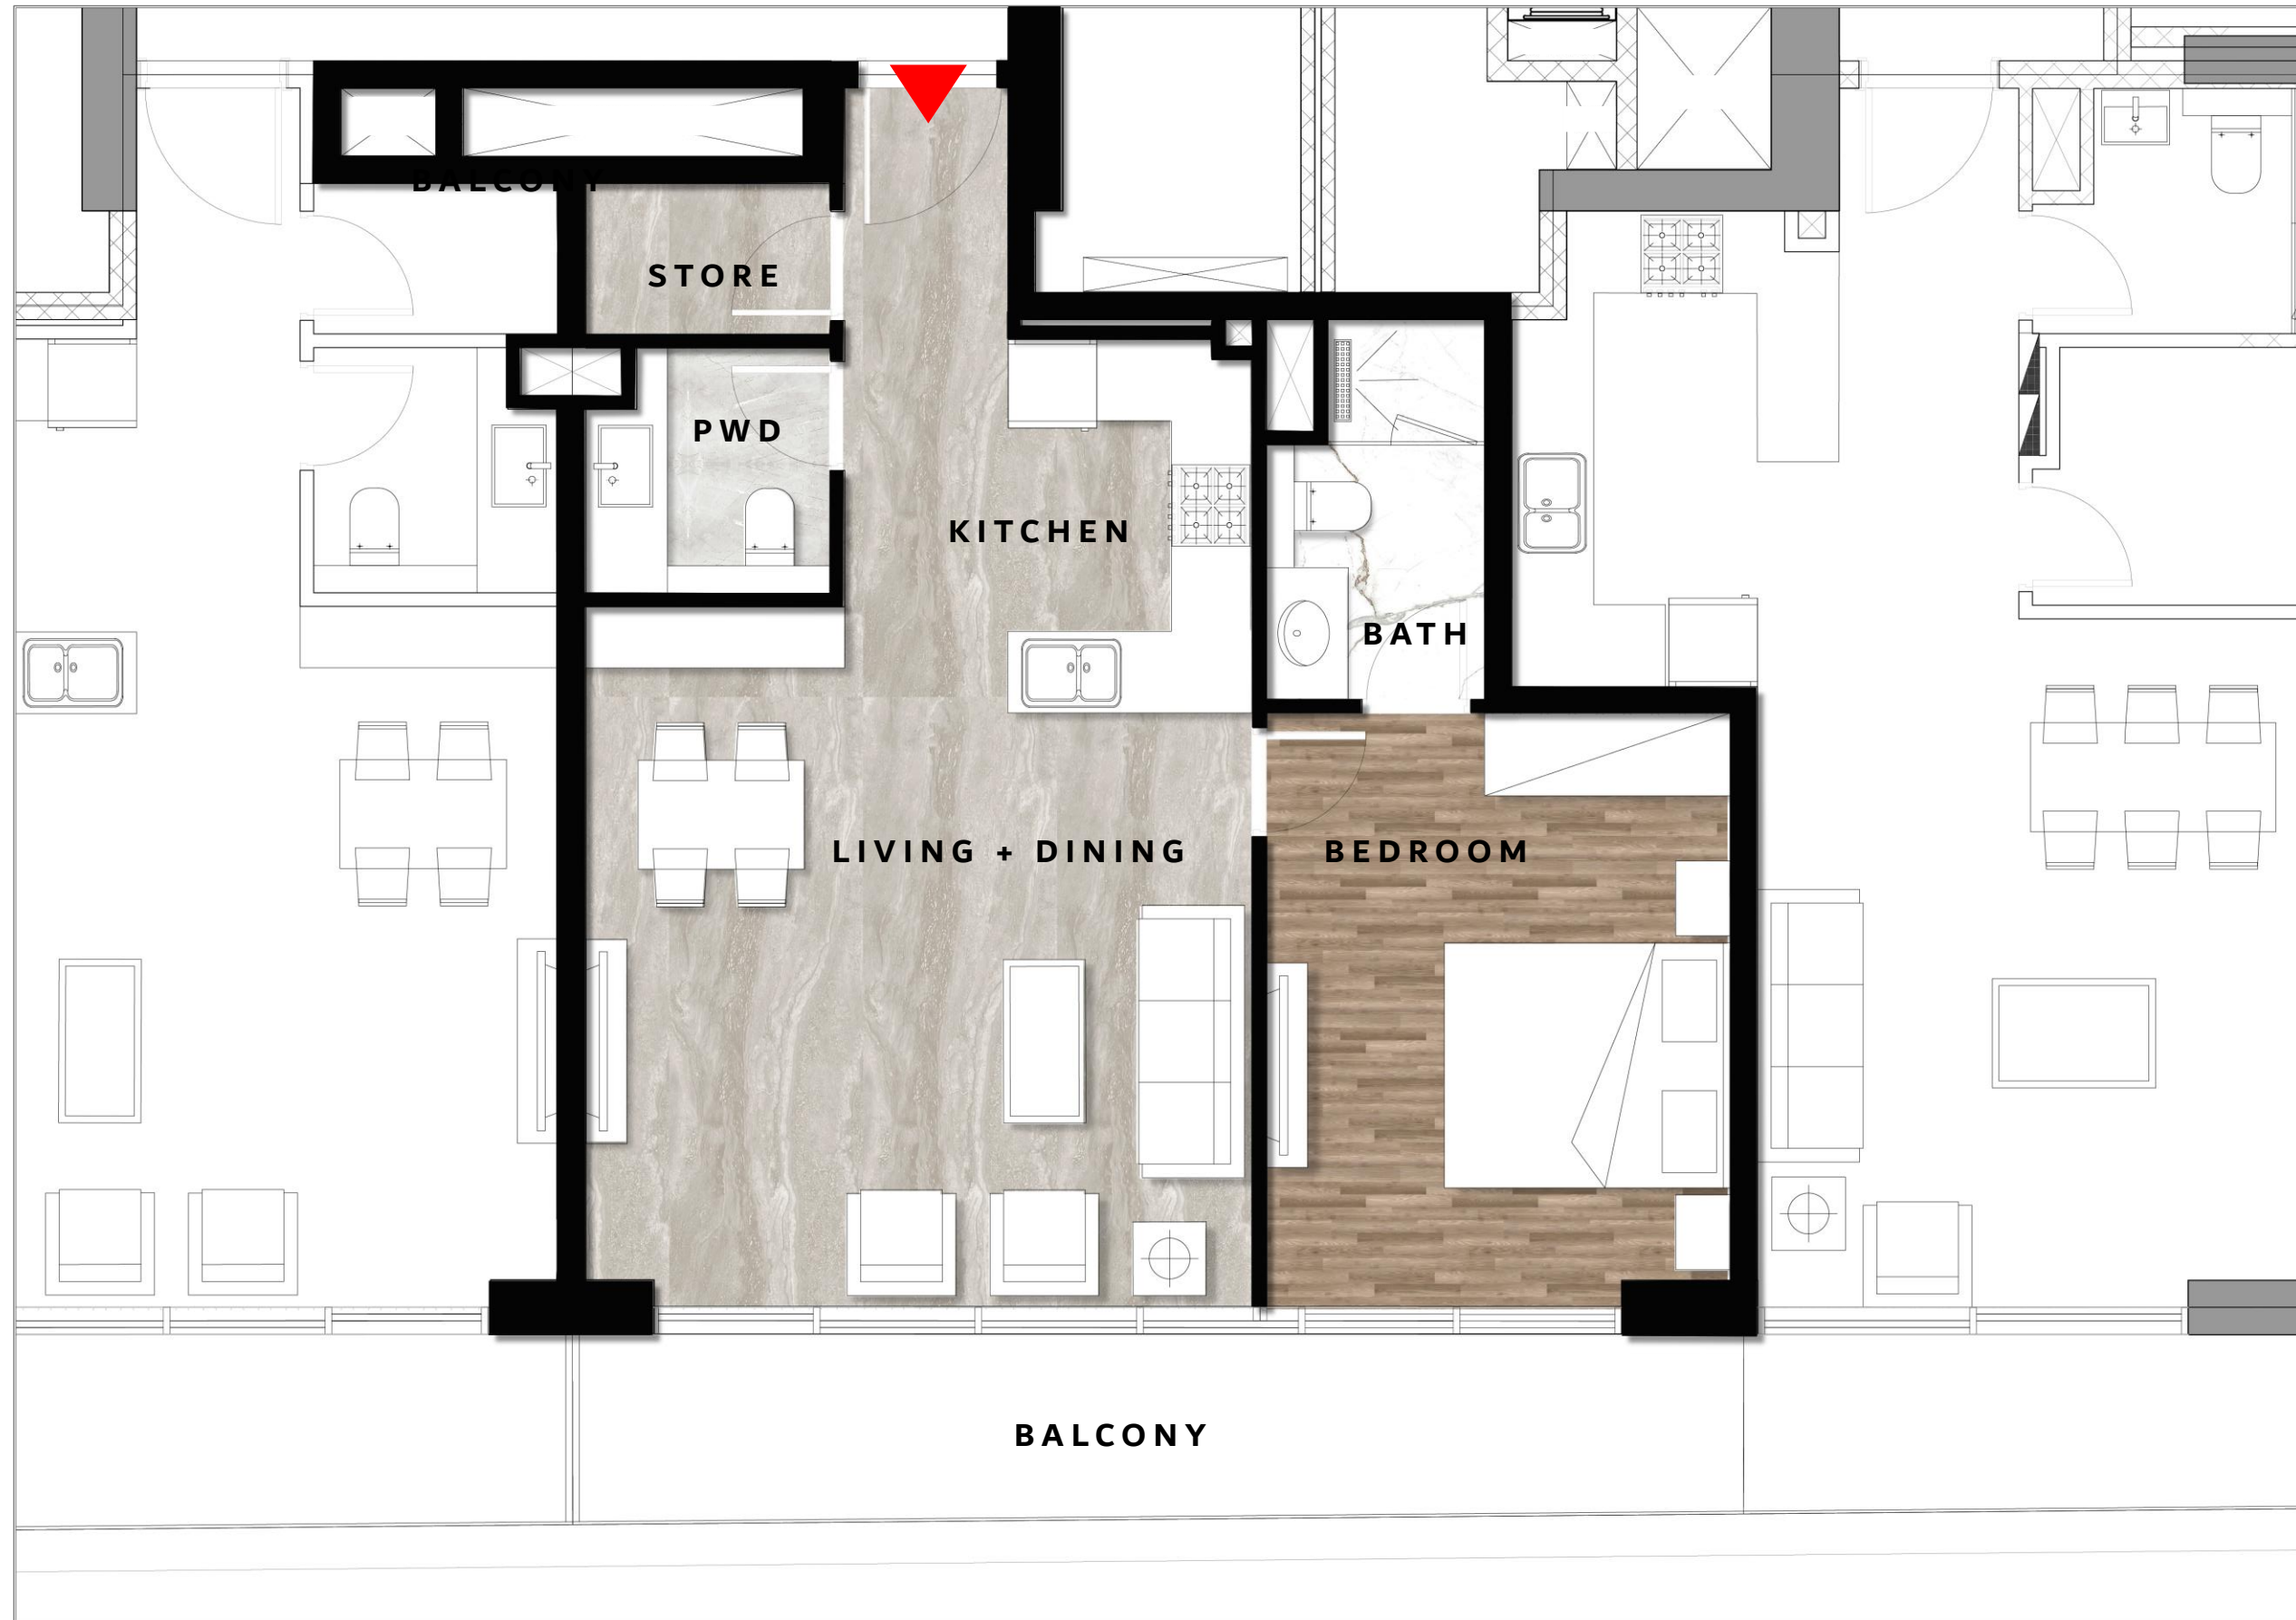 BALCONY
STORE
PWD
KITCHEN
BATH
LIVING + DINING
BEDROOM
BALCONY